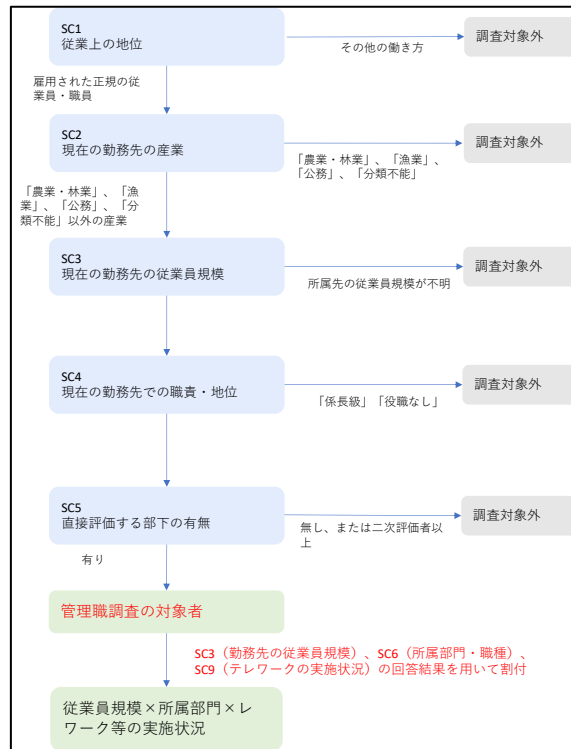 SC1
従業上の地位
調査対象外
その他の働き方
雇用された正規の従
業員・職員
SC2
現在の勤務先の産業
調査対象外
「農業・林業」、「漁業」、
「公務」、「分類不能」
「農業・林業」、「漁
業」、「公務」、「分
類不能」以外の産業
SC3
現在の勤務先の従業員規模
調査対象外
所属先の従業員規模が不明
SC4
現在の勤務先での職責・地位
調査対象外
「係長級」「役職なし」
SC5
直接評価する部下の有無
調査対象外
無し、または二次評価者以
上
有り
管理職調査の対象者
SC3（勤務先の従業員規模）、SC6（所属部門・職種）、
SC9（テレワークの実施状況）の回答結果を用いて割付
従業員規模×所属部門×レ
ワーク等の実施状況